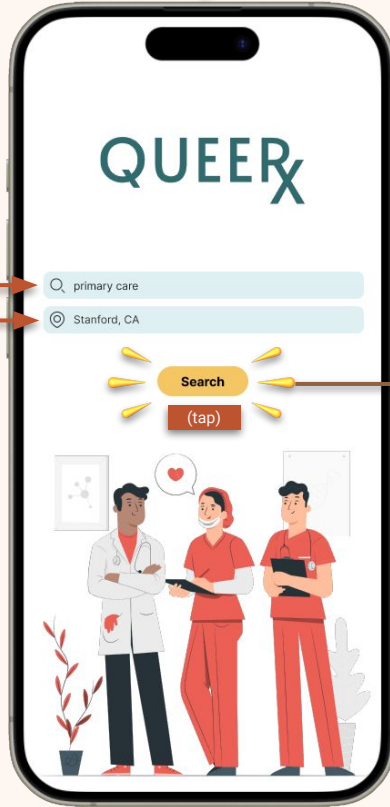 QUEERX
primary care
Stanford, CA
Search
(tap)